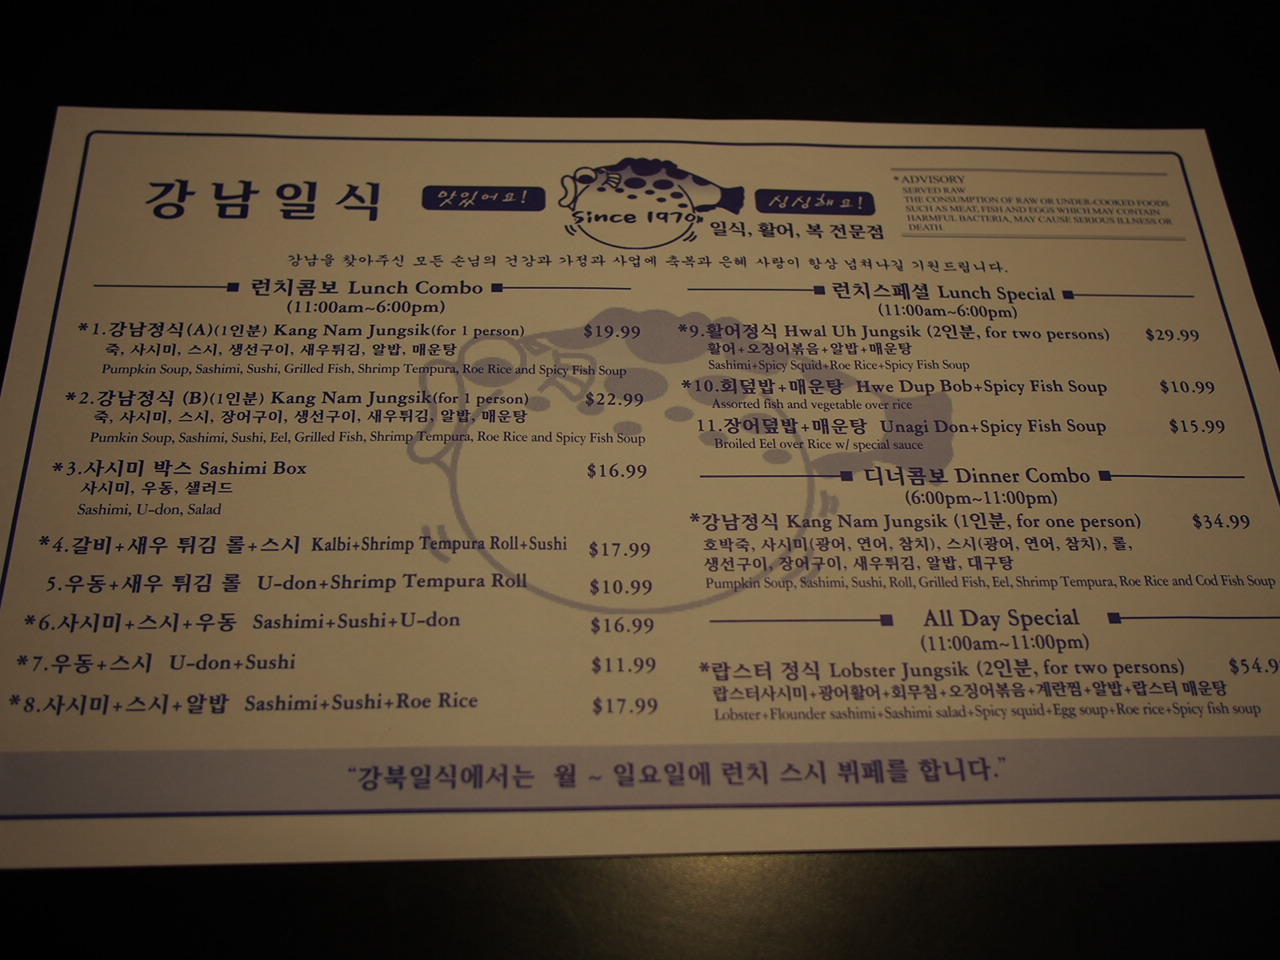 강남일식
맛있어요!
Since 1970
싱싱해요!
일식, 활어, 복 전문점
*ADVISORY
SERVED RAW
THE CONSUMPTION OF RAW OR UNDER-COOKED FOODS
SUCH AS MEAT, FISH AND EGGS WHICH MAY CONTAIN
HARMFUL BACTERIA, MAY CAUSE SERIOUS ILLNESS OR
DEATH.
강남을 찾아주신 모든 손님의 건강과 가정과 사업에 축복과 은혜 사랑이 항상 넘쳐나길 기원드립니다.
런치콤보 Lunch Combo
(11:00am~6:00pm)
*1.강남정식(A)(1인분) Kang Nam Jungsik(for 1 person) $19.99
죽, 사시미, 스시, 생선구이, 새우튀김, 알밥, 매운탕
Pumpkin Soup, Sashimi, Sushi, Grilled Fish, Shrimp Tempura, Roe Rice and Spicy Fish Soup
*2.강남정식 (B)(1인분) Kang Nam Jungsik(for 1 person) $22.99
죽, 사시미, 스시, 장어구이, 생선구이, 새우튀김, 알밥, 매운탕
Pumkin Soup, Sashimi, Sushi, Eel, Grilled Fish, Shrimp Tempura, Roe Rice and Spicy Fish Soup
*3.사시미 박스 Sashimi Box $16.99
사시미, 우동, 샐러드
Sashimi, U-don, Salad
*4.갈비+새우 튀김 롤+스시 Kalbi+Shrimp Tempura Roll+Sushi $17.99
5.우동+새우 튀김 롤 U-don+Shrimp Tempura Roll $10.99
*6.사시미+스시+우동 Sashimi+Sushi+U-don $16.99
*7.우동+스시 U-don+Sushi $11.99
*8.사시미+스시+알밥 Sashimi+Sushi+Roe Rice $17.99
런치스페셜 Lunch Special
(11:00am~6:00pm)
*9.활어정식 Hwal Uh Jungsik (2인분, for two persons) $29.99
활어+오징어볶음+알밥+매운탕
Sashimi+Spicy Squid+Roe Rice+Spicy Fish Soup
*10.회덮밥+매운탕 Hwe Dup Bob+Spicy Fish Soup $10.99
Assorted fish and vegetable over rice
11.장어덮밥+매운탕 Unagi Don+Spicy Fish Soup $15.99
Broiled Eel over Rice w/ special sauce
디너콤보 Dinner Combo
(6:00pm~11:00pm)
*강남정식 Kang Nam Jungsik (1인분, for one person) $34.99
호박죽, 사시미(광어, 연어, 참치), 스시(광어, 연어, 참치), 롤,
생선구이, 장어구이, 새우튀김, 알밥, 대구탕
Pumpkin Soup, Sashimi, Sushi, Roll, Grilled Fish, Eel, Shrimp Tempura, Roe Rice and Cod Fish Soup
All Day Special
(11:00am~11:00pm)
*랍스터 정식 Lobster Jungsik (2인분, for two persons) $54.9
랍스터사시미+광어활어+회무침+오징어볶음+계란찜+알밥+랍스터 매운탕
Lobster+Flounder sashimi+Sashimi salad+Spicy squid+Egg soup+Roe rice+Spicy fish soup
“강북일식에서는 월 ~ 일요일에 런치 스시 뷔페를 합니다.”